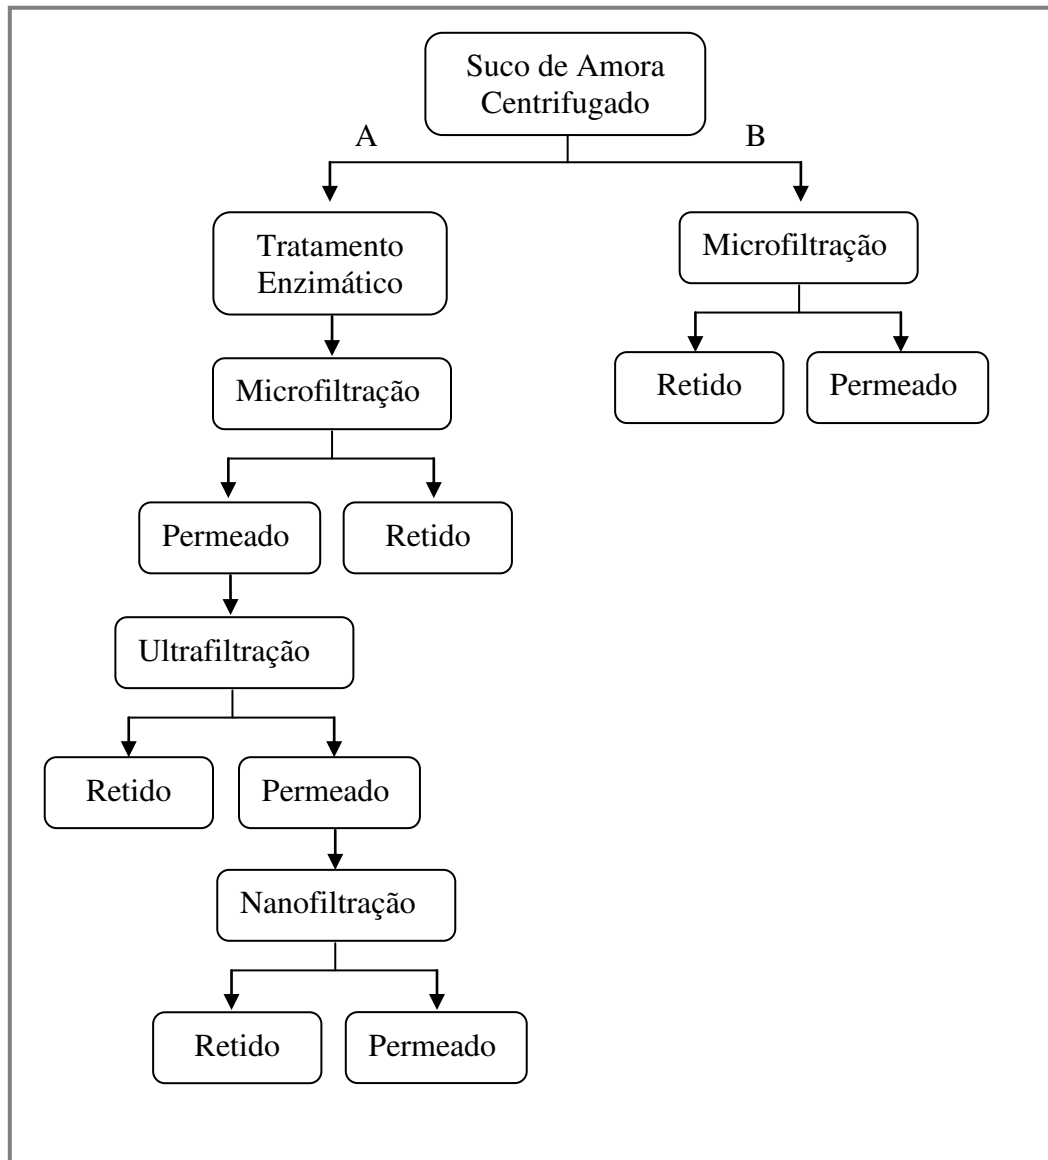 Suco de Amora
Centrifugado
A
B
Tratamento
Enzimático
Microfiltração
Microfiltração
Retido
Permeado
Permeado
Retido
Ultrafiltração
Retido
Permeado
Nanofiltração
Retido
Permeado